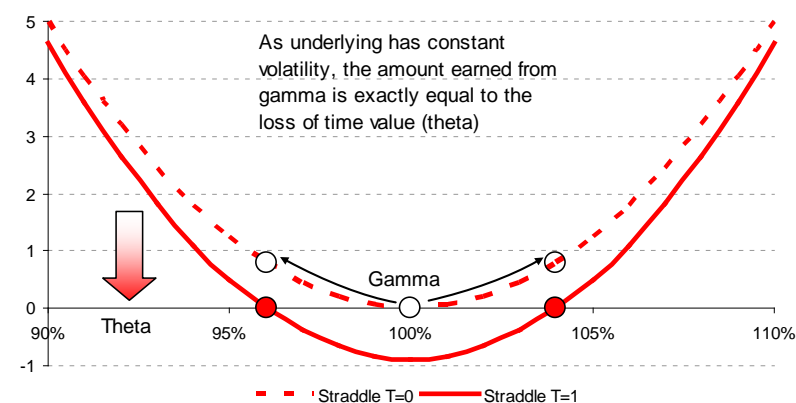 5
As underlying has constant
volatility, the amount earned from
gamma is exactly equal to the
loss of time value (theta)
4
3
2
1
Gamma
0
Theta
90%
95%
100%
105%
110%
-1
Straddle T=0
Straddle T=1